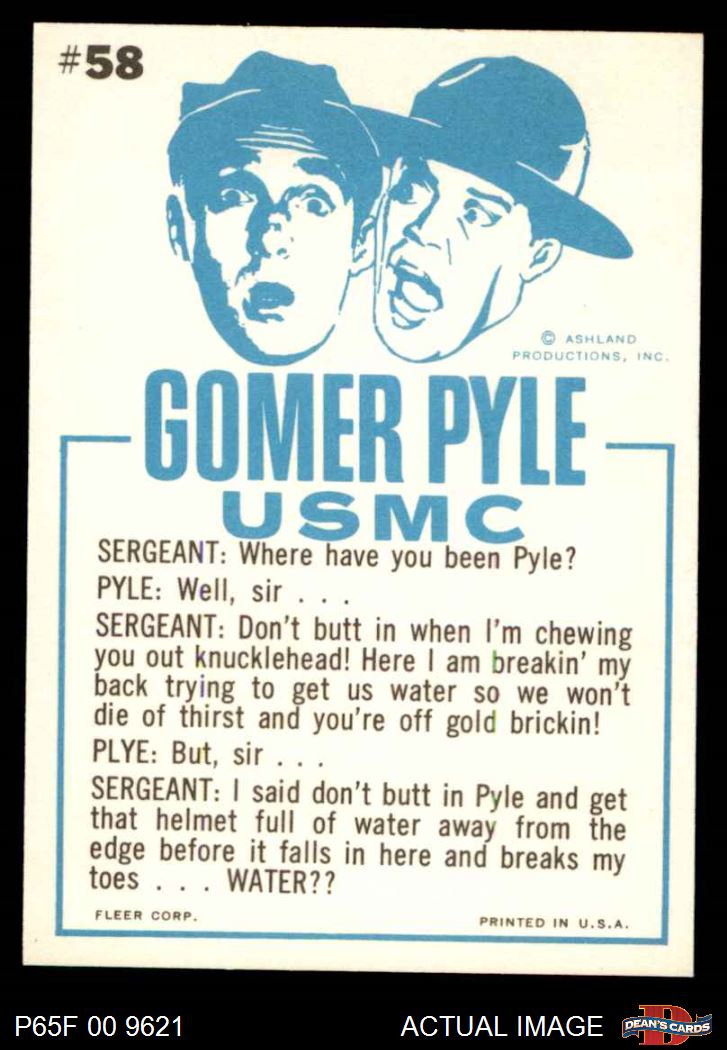 #58
© ASHLAND
PRODUCTIONS, INC.
GOMER PYLE
USMC
SERGEANT: Where have you been Pyle?
PYLE: Well, sir . . .
SERGEANT: Don't butt in when I'm chewing
you out knucklehead! Here I am breakin' my
back trying to get us water so we won't
die of thirst and you're off gold brickin!
PLYE: But, sir . . .
SERGEANT: I said don't butt in Pyle and get
that helmet full of water away from the
edge before it falls in here and breaks my
toes . . . WATER??
FLEER CORP.
PRINTED IN U.S.A.
P65F 00 9621
ACTUAL IMAGE
D
DEAN'S CARDS